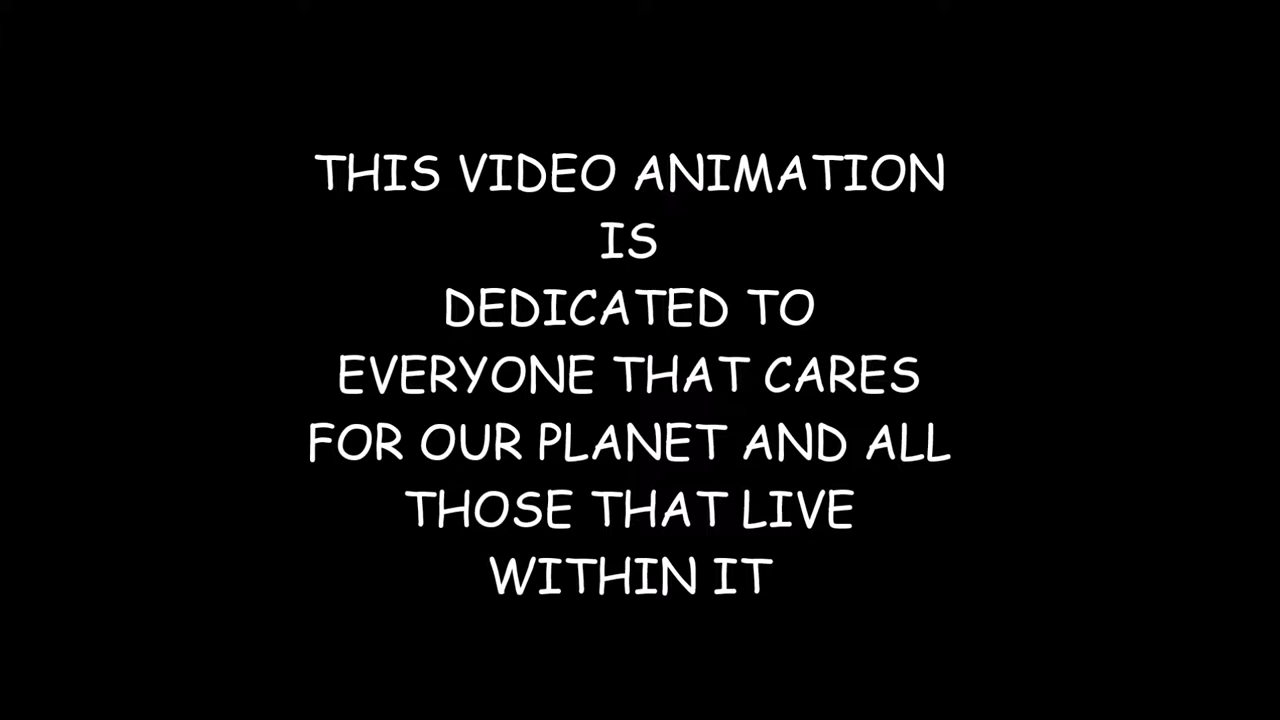 THIS VIDEO ANIMATION
IS
DEDICATED TO
EVERYONE THAT CARES
FOR OUR PLANET AND ALL
THOSE THAT LIVE
WITHIN IT